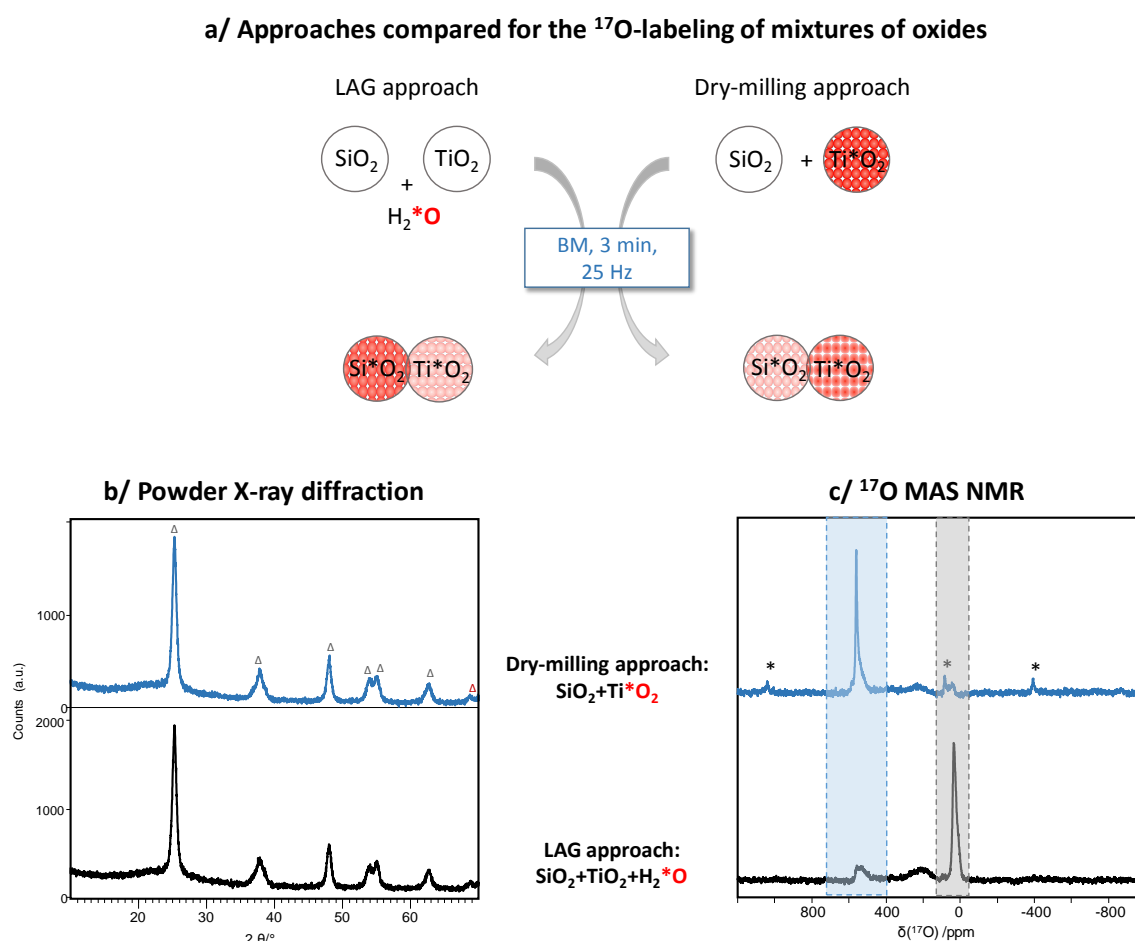 a/ Approaches compared for the ¹⁷O-labeling of mixtures of oxides
LAG approach
Dry-milling approach
SiO₂
TiO₂
+
H₂*O
SiO₂
+
Ti*O₂
BM, 3 min,
25 Hz
Si*O₂
Ti*O₂
Si*O₂
Ti*O₂
b/ Powder X-ray diffraction
Counts (a.u.)
1000
0
2000
1000
0
Δ
Δ
Δ
Δ
Δ
Δ
Δ
20
30
40
50
60
2 θ/°
Dry-milling approach:
SiO₂+Ti*O₂
LAG approach:
SiO₂+TiO₂+H₂*O
c/ ¹⁷O MAS NMR
*
*
*
800
400
0
-400
-800
δ(¹⁷O) /ppm